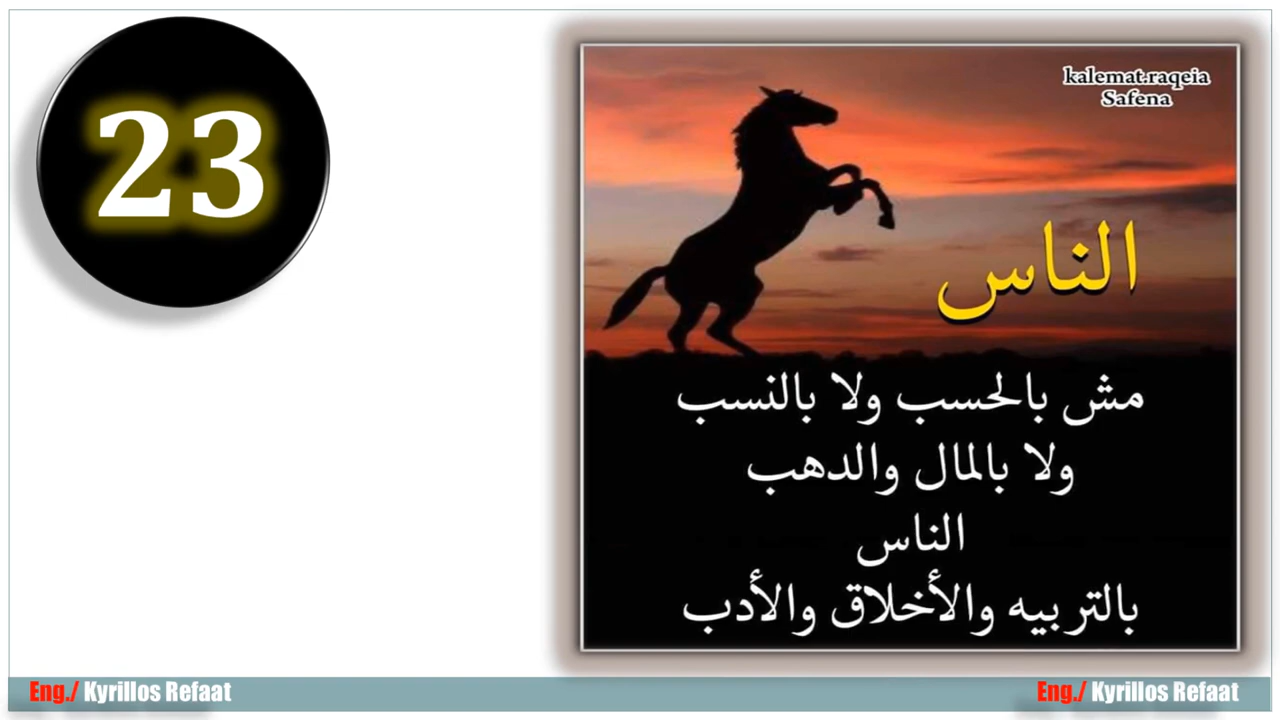 23
kalemat.raqeia
Safena
الناس
مش بالحسب ولا بالنسب
ولا بالمال والدهب
الناس
بالتربيه والأخلاق والأدب
Eng./ Kyrillos Refaat
Eng./ Kyrillos Refaat